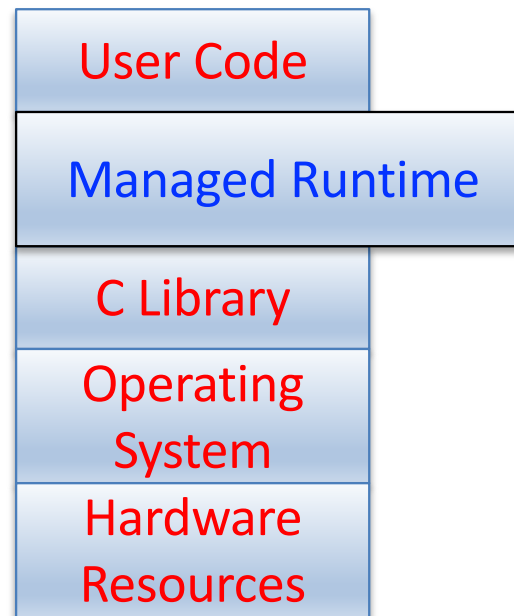 User Code
Managed Runtime
C Library
Operating
System
Hardware
Resources